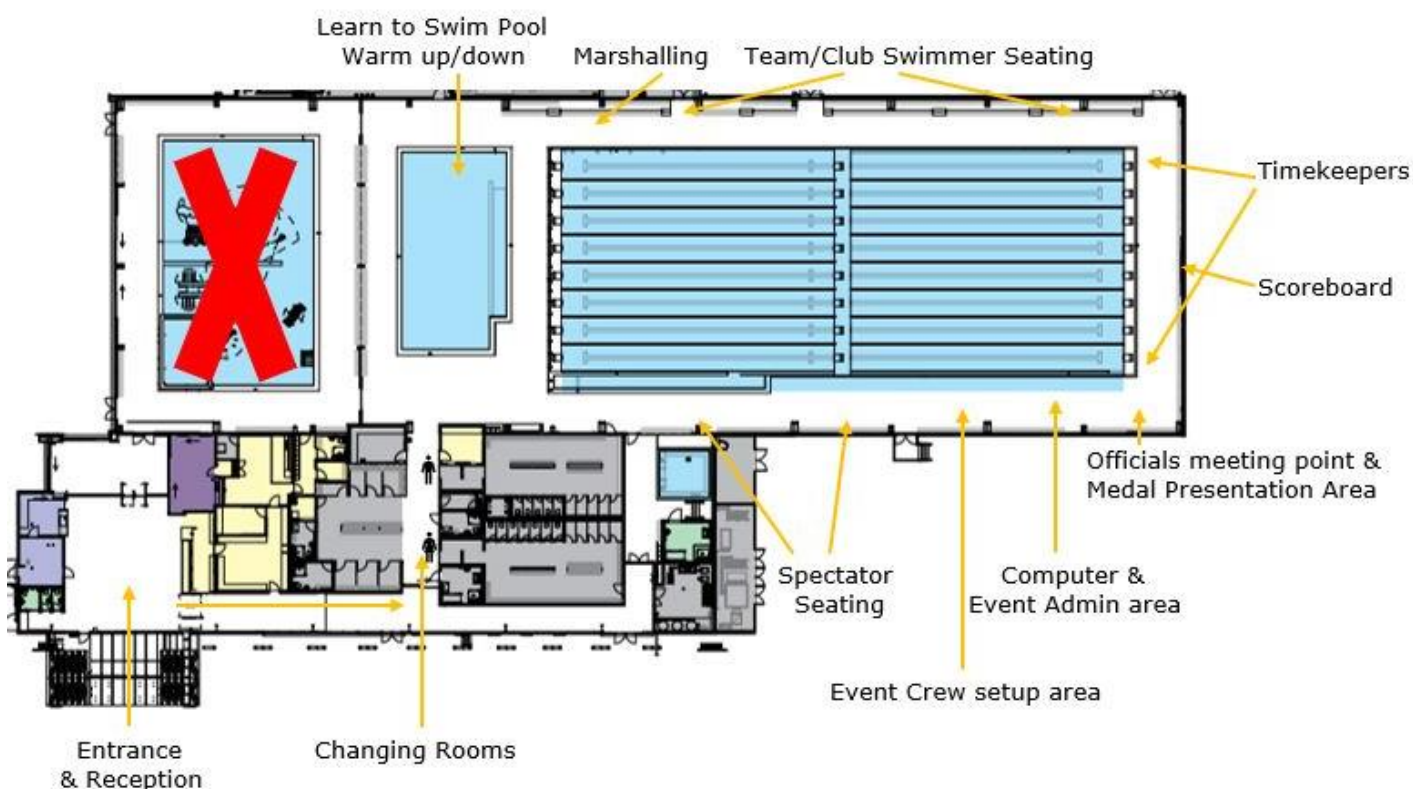 Learn to Swim Pool
Warm up/down
Marshalling
Team/Club Swimmer Seating
Timekeepers
Scoreboard
Officials meeting point &
Medal Presentation Area
Spectator
Seating
Computer &
Event Admin area
Event Crew setup area
Entrance
& Reception
Changing Rooms